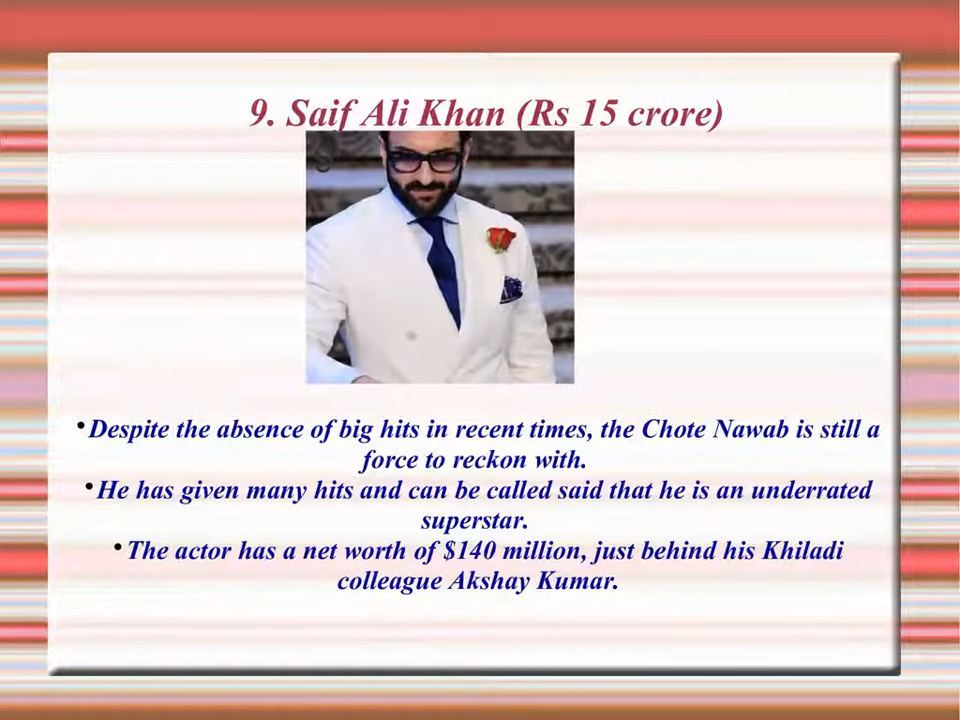 9. Saif Ali Khan (Rs 15 crore)
•Despite the absence of big hits in recent times, the Chote Nawab is still a
force to reckon with.
•He has given many hits and can be called said that he is an underrated
superstar.
•The actor has a net worth of $140 million, just behind his Khiladi
colleague Akshay Kumar.